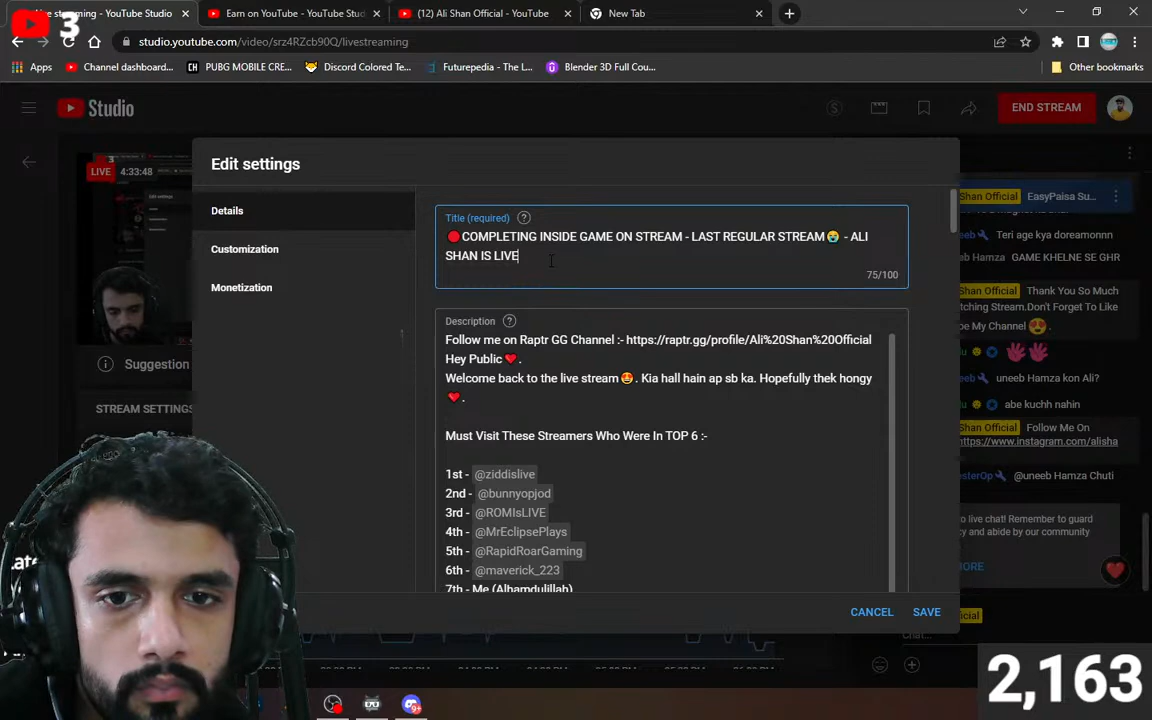 Live streaming - YouTube Studio
Earn on YouTube - YouTube Stud
(12) Ali Shan Official - YouTube
New Tab
3
studio.youtube.com/video/srz4RZcb90Q/livestreaming
Apps
Channel dashboard...
PUBG MOBILE CRE...
Discord Colored Te...
Futurepedia - The L...
Blender 3D Full Cou...
Other bookmarks
Studio
END STREAM
LIVE 4:33:48
Edit settings
Details
Customization
Monetization
Title (required)
🔴COMPLETING INSIDE GAME ON STREAM - LAST REGULAR STREAM😭 - ALI
SHAN IS LIVE
75/100
Description
Follow me on Raptr GG Channel :- https://raptr.gg/profile/Ali%20Shan%20Official
Hey Public ❤️.
Welcome back to the live stream🤩. Kia hall hain ap sb ka. Hopefully thek hongy
❤️.
Must Visit These Streamers Who Were In TOP 6 :-
1st - @ziddislive
2nd - @bunnyopjod
3rd - @ROMIsLIVE
4th - @MrEclipsePlays
5th - @RapidRoarGaming
6th - @maverick_223
7th - Me (Alhamdulillah)
CANCEL
SAVE
Suggestion
STREAM SETTINGS
Shan Official EasyPaisa Su...
Hamza Teri age kya doreamonnn
Hamza GAME KHELNE SE GHR
Shan Official Thank You So Much
tching Stream.Don't Forget To Like
be My Channel 😍.
uneeb Hamza kon Ali?
abe kuchh nahin
Shan Official Follow Me On
https://www.instagram.com/alisha
esterOp @uneeb Hamza Chuti
o live chat! Remember to guard
cy and abide by our community
MORE
Chat...
2,163